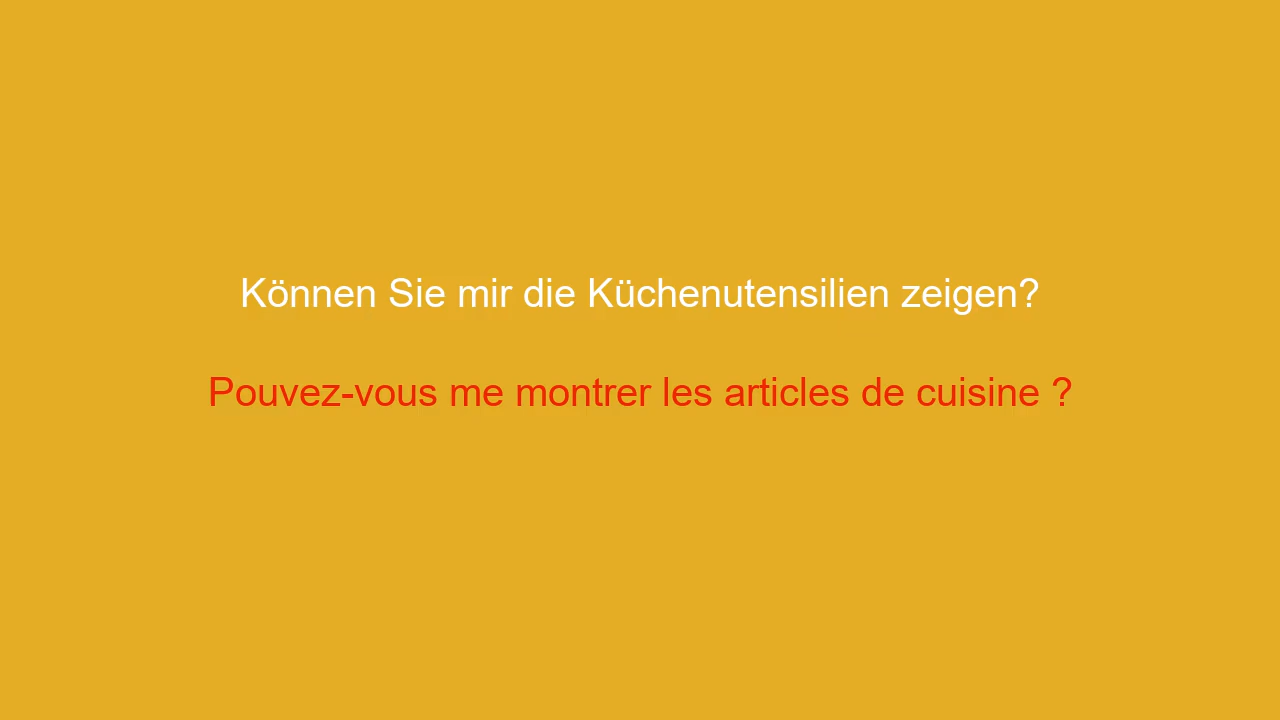 Können Sie mir die Küchenutensilien zeigen?
Pouvez-vous me montrer les articles de cuisine ?